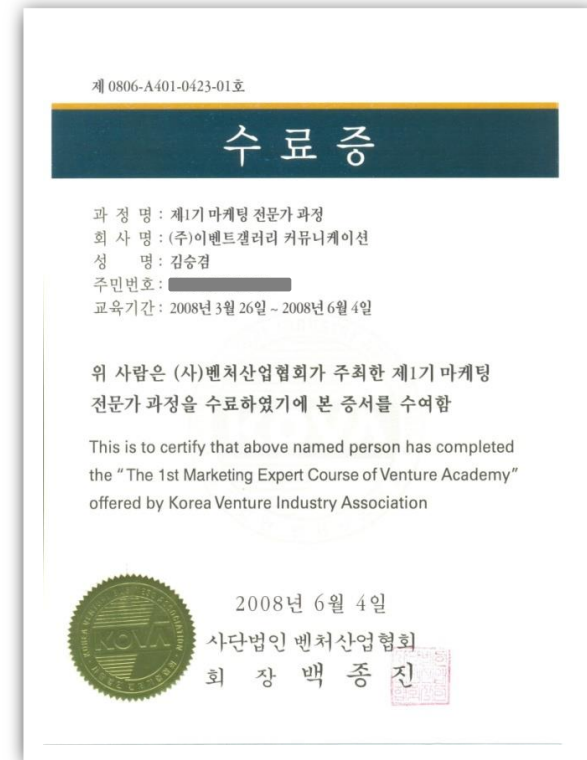 제 0806-A401-0423-01호
수료증
과 정 명 : 제1기 마케팅 전문가 과정
회 사 명 : (주)이벤트갤러리 커뮤니케이션
성 명 : 김승겸
주민번호 :
교육기간 : 2008년 3월 26일 ~ 2008년 6월 4일
위 사람은 (사)벤처산업협회가 주최한 제1기 마케팅
전문가 과정을 수료하였기에 본 증서를 수여함
This is to certify that above named person has completed
the “The 1st Marketing Expert Course of Venture Academy”
offered by Korea Venture Industry Association
2008년 6월 4일
사단법인 벤처산업협회
회 장 백 종 진
KOVA